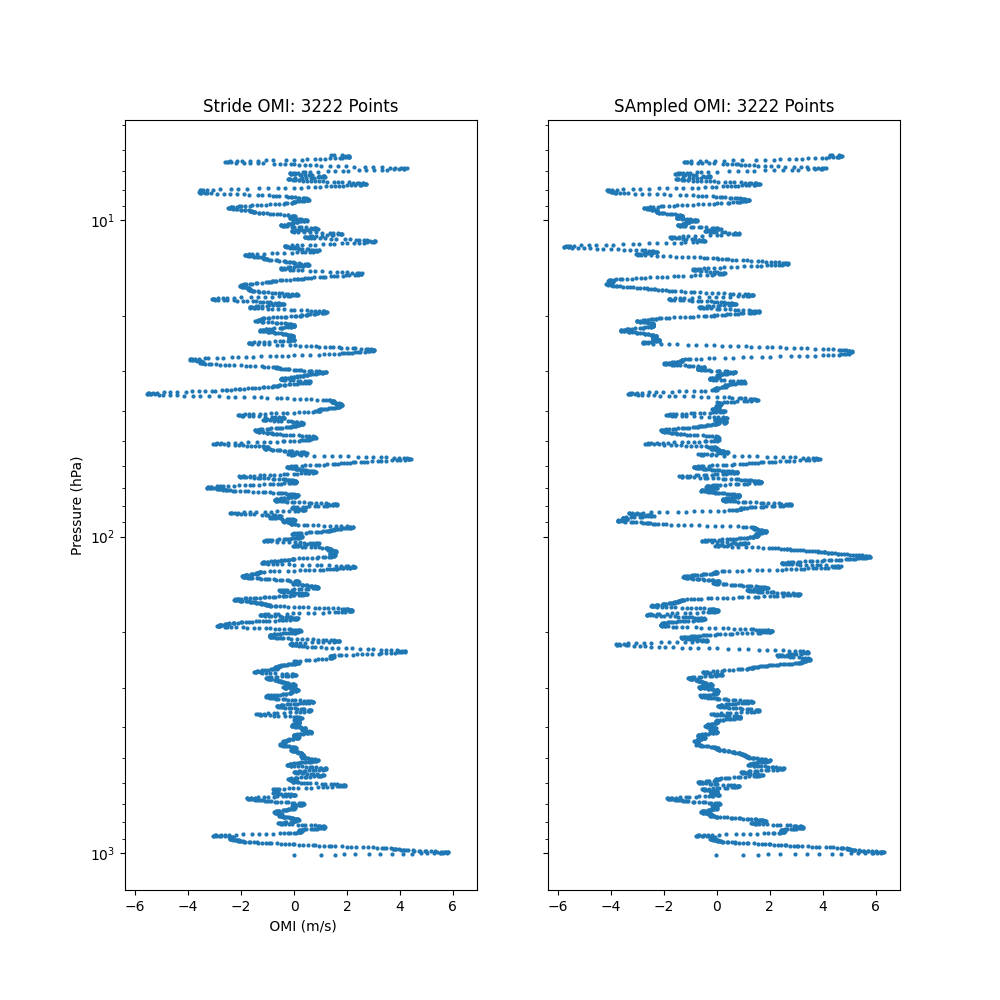 Stride OMI: 3222 Points
SAmpled OMI: 3222 Points
Pressure (hPa)
10¹
10²
10³
−6 −4 −2 0 2 4 6
−6 −4 −2 0 2 4 6
OMI (m/s)